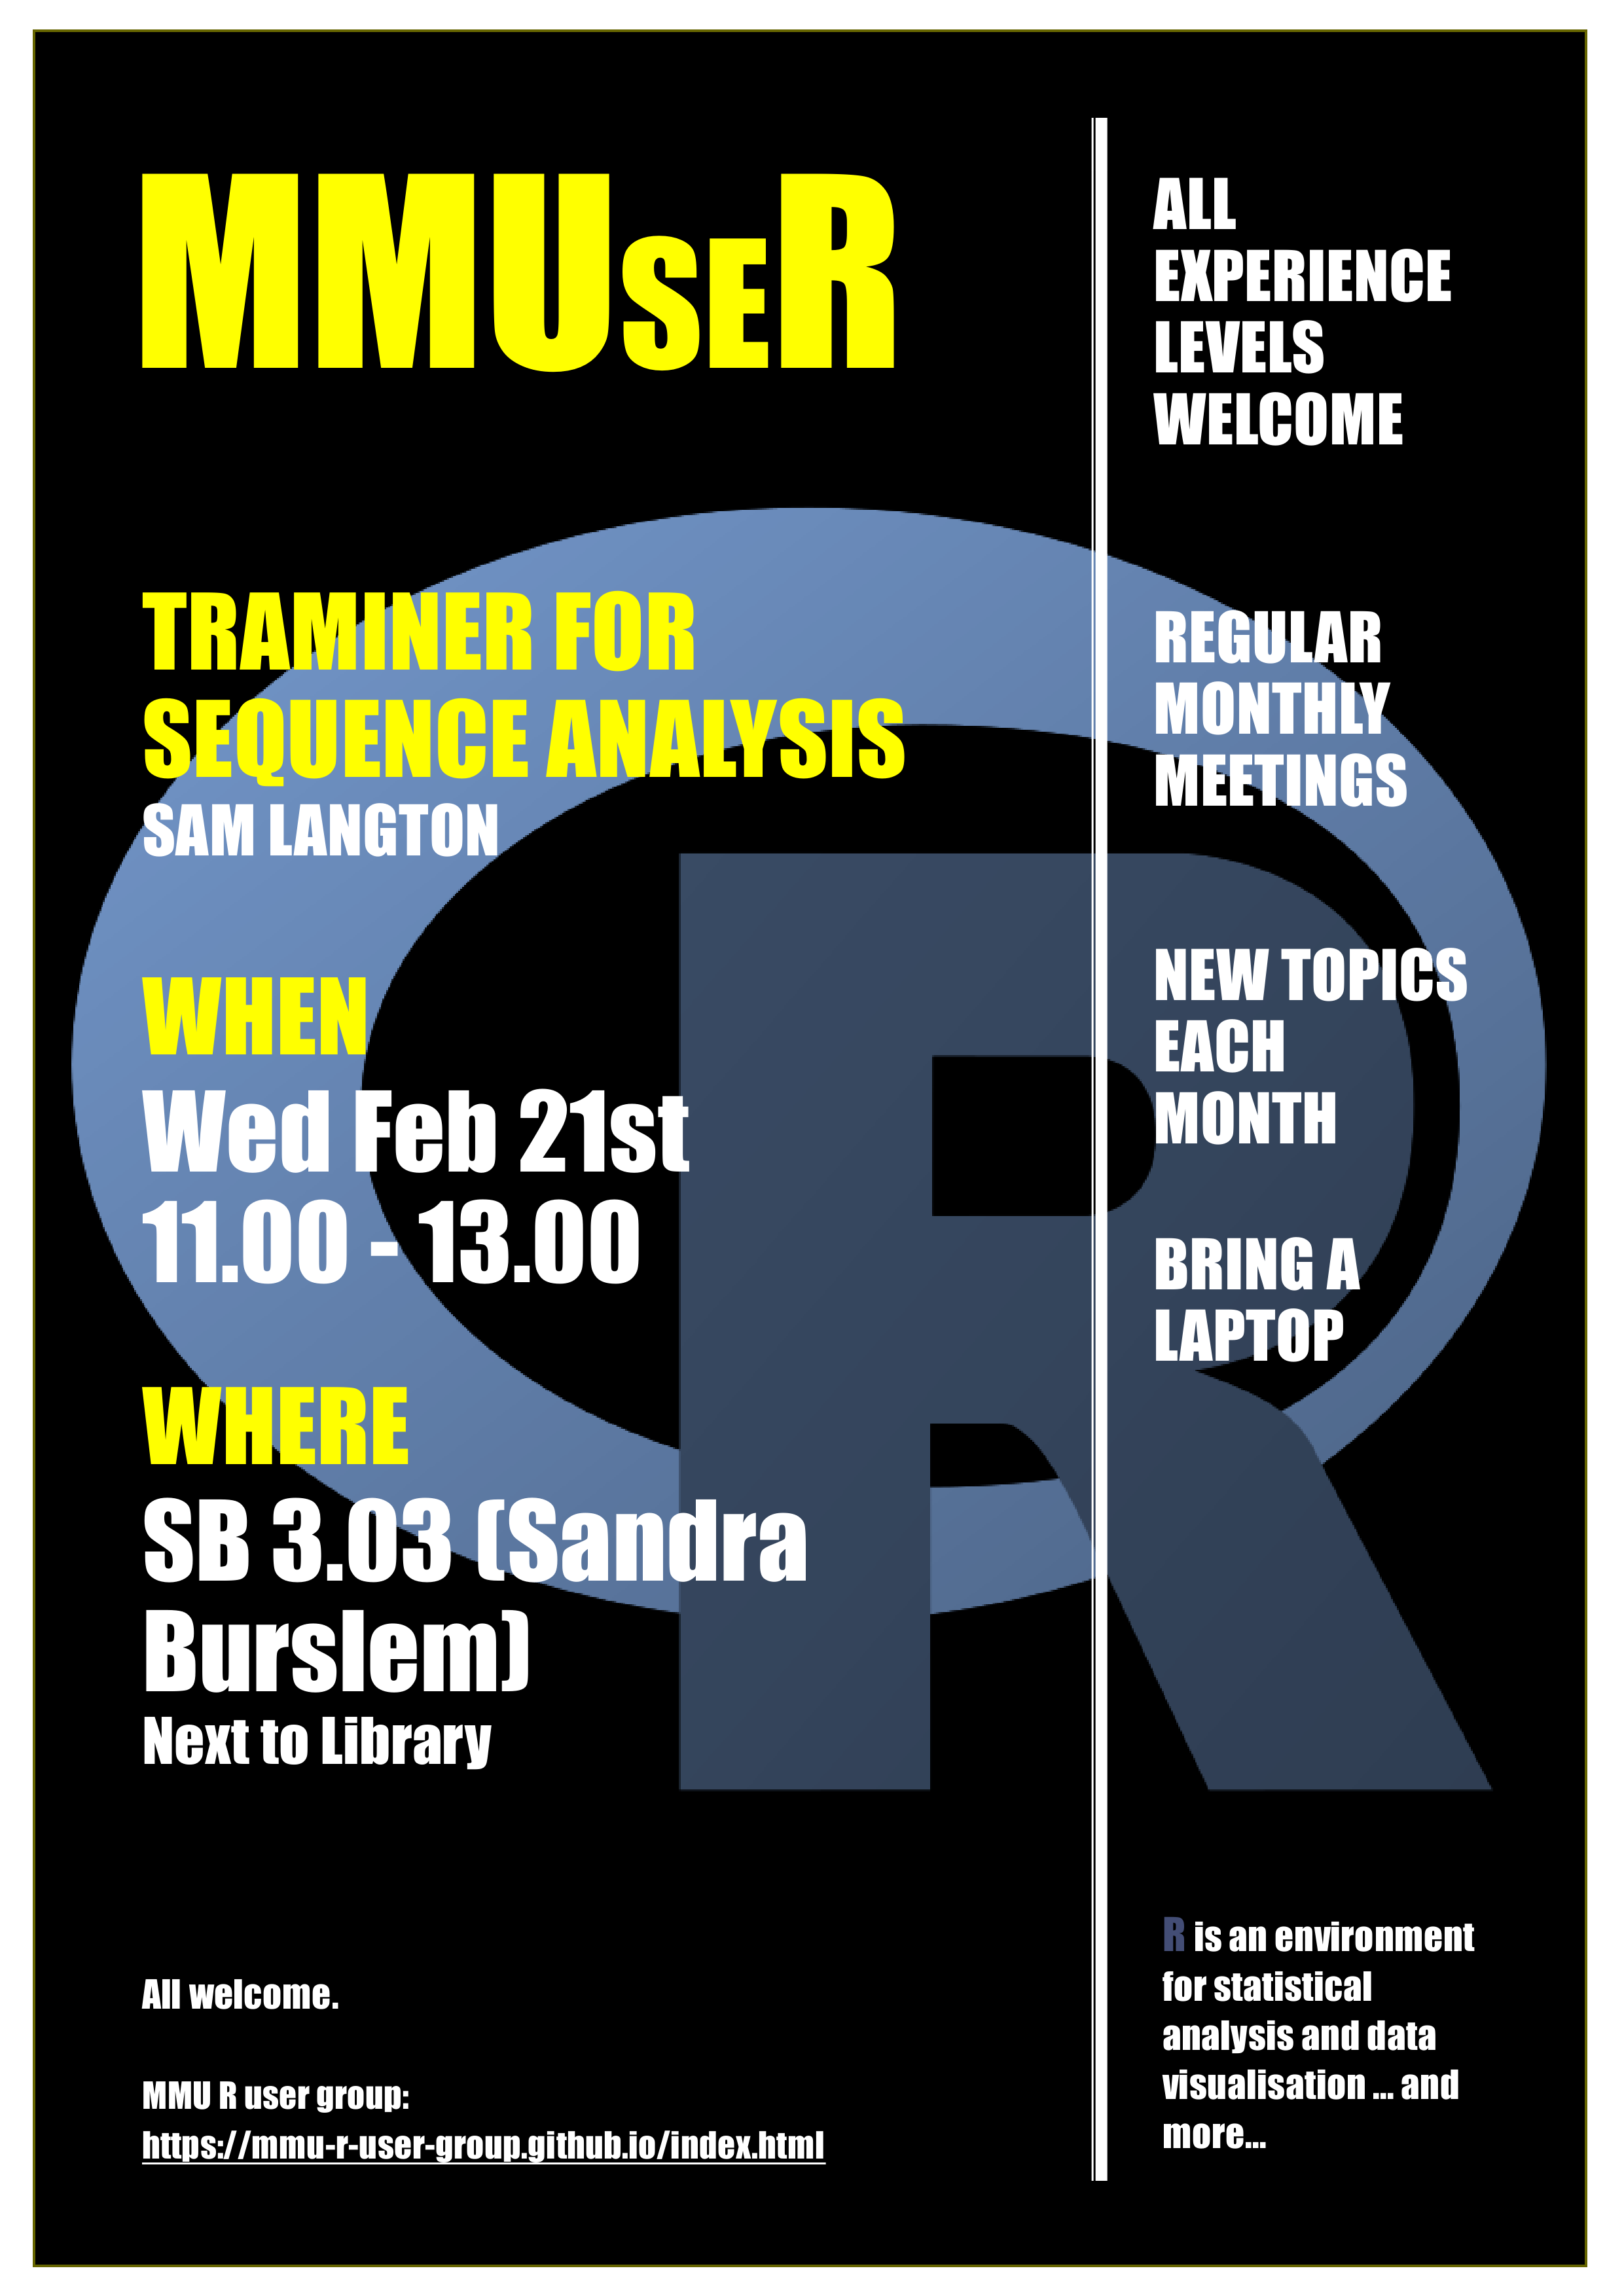 MMUseR
TRAMINER FOR
SEQUENCE ANALYSIS
SAM LANGTON
WHEN
Wed Feb 21st
11.00 - 13.00
WHERE
SB 3.03 (Sandra
Burslem)
Next to Library
All welcome.
MMU R user group:
https://mmu-r-user-group.github.io/index.html
ALL
EXPERIENCE
LEVELS
WELCOME
REGULAR
MONTHLY
MEETINGS
NEW TOPICS
EACH
MONTH
BRING A
LAPTOP
R is an environment
for statistical
analysis and data
visualisation ... and
more...
R